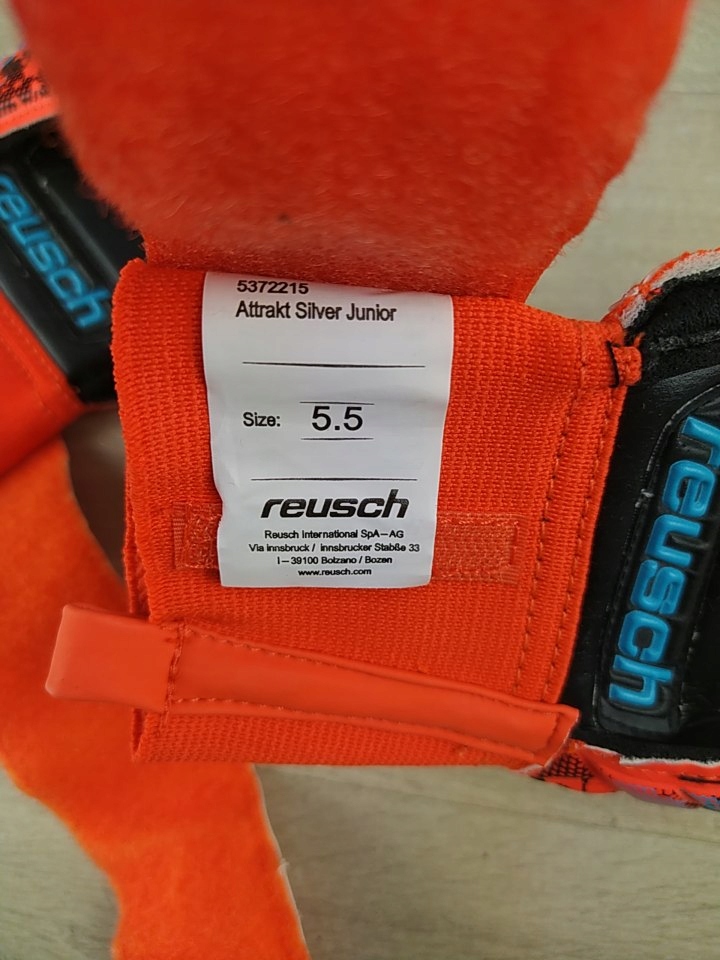 reusch
5372215
Attrakt Silver Junior
Size: 5.5
reusch
Reusch International SpA-AG
Via innsbruck / innsbrucker Stabße 33
I-39100 Bolzano / Bozen
www.reusch.com
reusch